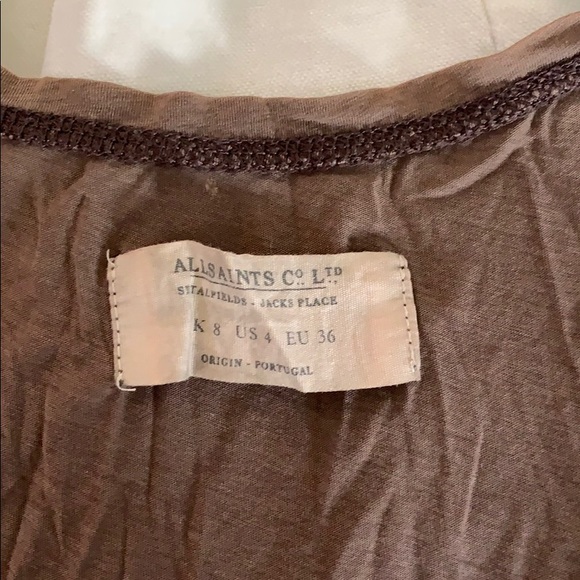 ALLSAINTS Co. LTD.
SPITALFIELDS - JACKS PLACE
K 8 US 4 EU 36
ORIGIN - PORTUGAL